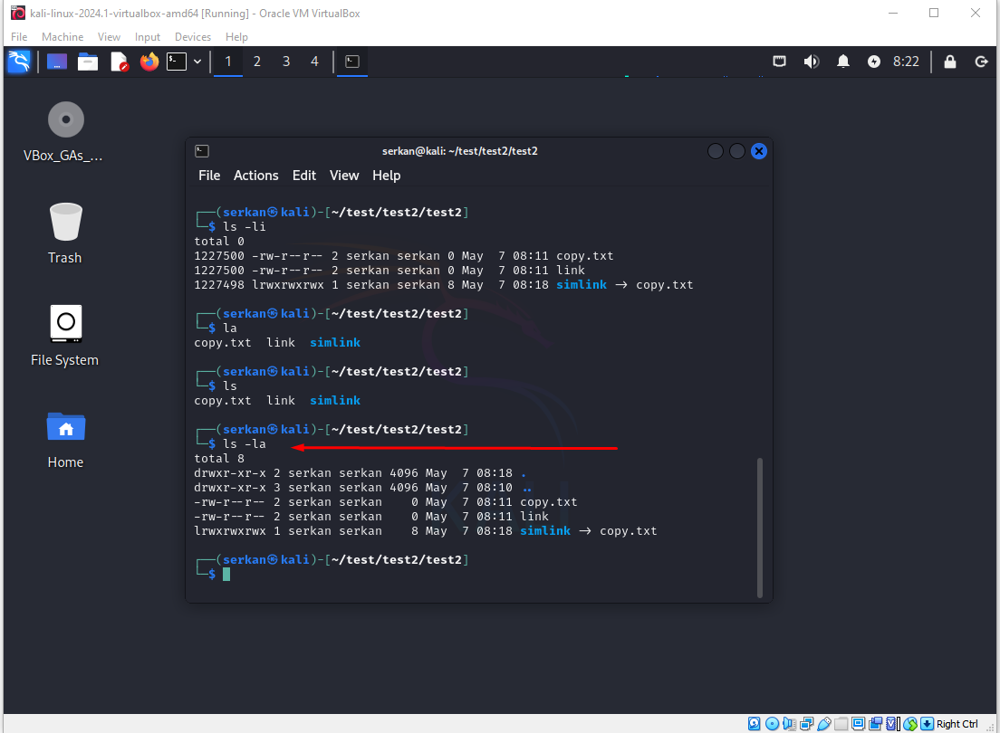 kali-linux-2024.1-virtualbox-amd64 [Running] - Oracle VM VirtualBox
File Machine View Input Devices Help
1 2 3 4 8:22
VBox_GAs_...
Trash
File System
Home
serkan@kali: ~/test/test2/test2
File Actions Edit View Help
┌──(serkan㉿kali)-[~/test/test2/test2]
└─$ ls -li
total 0
1227500 -rw-r--r-- 2 serkan serkan 0 May  7 08:11 copy.txt
1227500 -rw-r--r-- 2 serkan serkan 0 May  7 08:11 link
1227498 lrwxrwxrwx 1 serkan serkan 8 May  7 08:18 simlink -> copy.txt
┌──(serkan㉿kali)-[~/test/test2/test2]
└─$ la
copy.txt  link  simlink
┌──(serkan㉿kali)-[~/test/test2/test2]
└─$ ls
copy.txt  link  simlink
┌──(serkan㉿kali)-[~/test/test2/test2]
└─$ ls -la
total 8
drwxr-xr-x 2 serkan serkan 4096 May  7 08:18 .
drwxr-xr-x 3 serkan serkan 4096 May  7 08:10 ..
-rw-r--r-- 2 serkan serkan    0 May  7 08:11 copy.txt
-rw-r--r-- 2 serkan serkan    0 May  7 08:11 link
lrwxrwxrwx 1 serkan serkan    8 May  7 08:18 simlink -> copy.txt
┌──(serkan㉿kali)-[~/test/test2/test2]
└─$
Right Ctrl